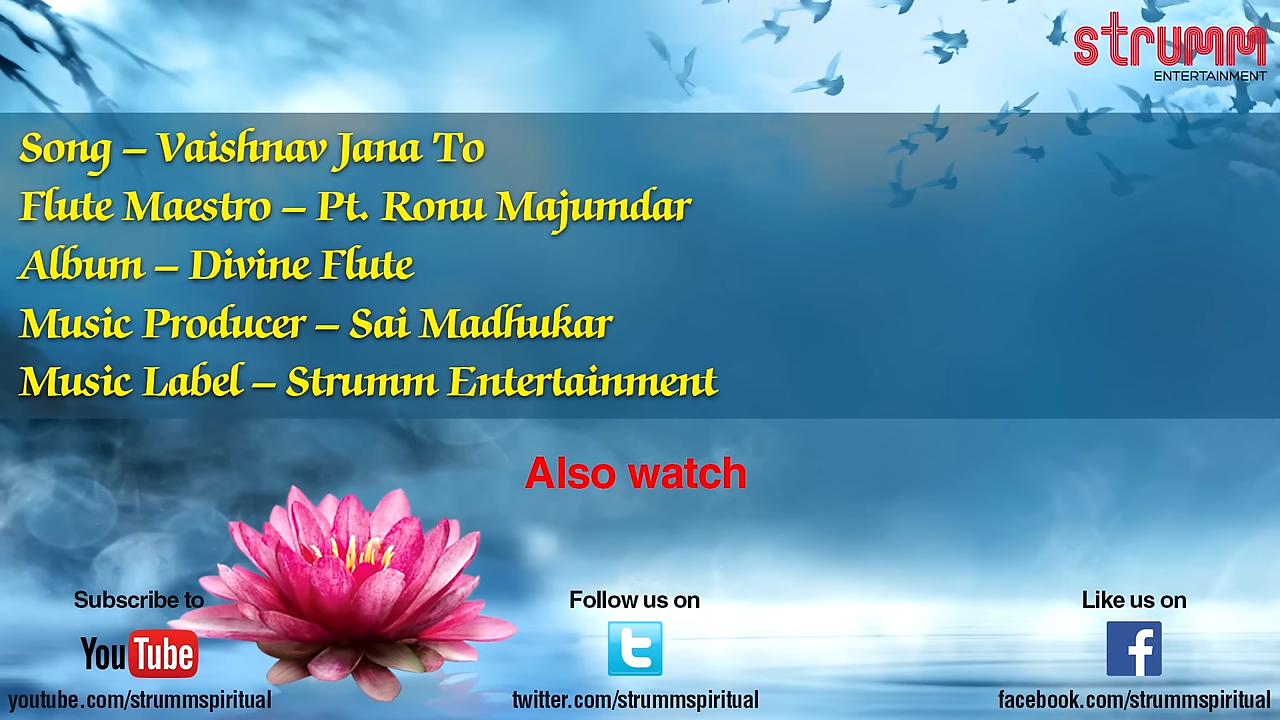 strumm
ENTERTAINMENT
Song – Vaishnav Jana To
Flute Maestro – Pt. Ronu Majumdar
Album – Divine Flute
Music Producer – Sai Madhukar
Music Label – Strumm Entertainment
Also watch
Subscribe to
YouTube
youtube.com/strummspiritual
Follow us on
t
twitter.com/strummspiritual
Like us on
f
facebook.com/strummspiritual